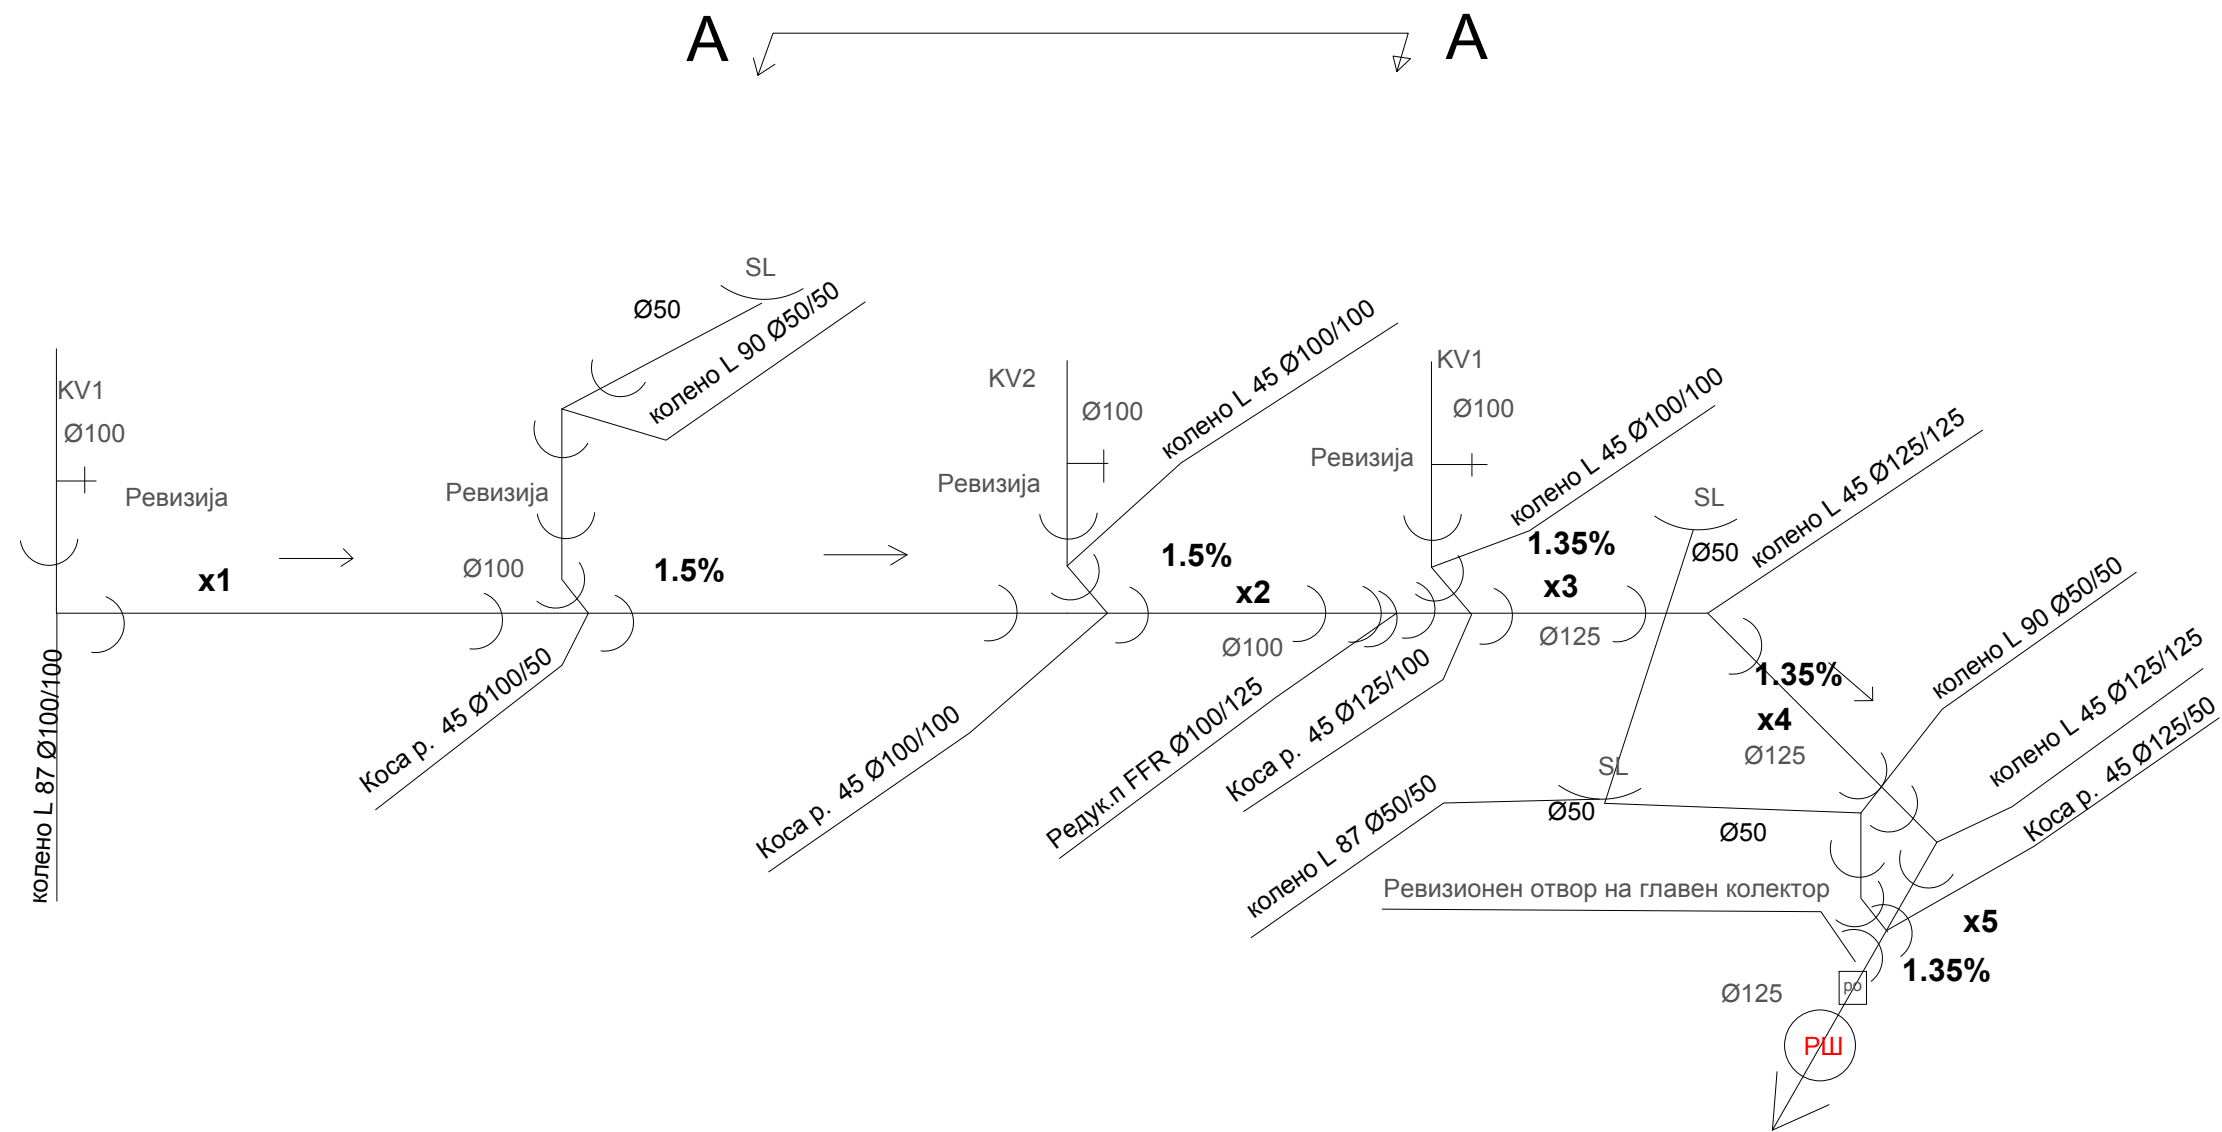 A
A
SL
Ø50
колено L 90 Ø50/50
KV1
Ø100
Ревизија
Ревизија
KV2
Ø100
Ревизија
колено L 45 Ø100/100
KV1
Ø100
Ревизија
колено L 45 Ø100/100
SL
Ø50
колено L 45 Ø125/125
x1
Ø100
1.5%
1.5%
x2
Ø100
1.35%
x3
Ø125
колено L 87 Ø100/100
Коса р. 45 Ø100/50
Коса р. 45 Ø100/100
Редук.п FFR Ø100/125
Коса р. 45 Ø125/100
1.35%
x4
Ø125
колено L 90 Ø50/50
колено L 45 Ø125/125
Коса р. 45 Ø125/50
SL
Ø50
Ø50
колено L 87 Ø50/50
Ревизионен отвор на главен колектор
x5
1.35%
Ø125
ро
РШ